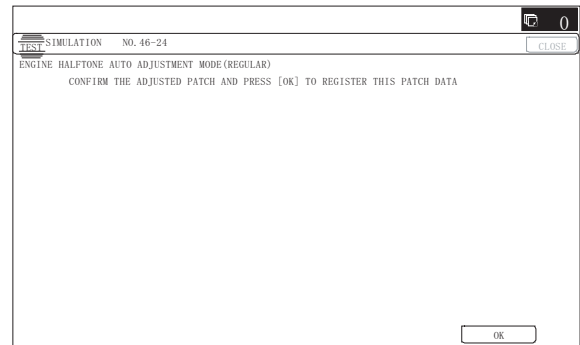 0
TEST SIMULATION NO.46-24
CLOSE
ENGINE HALFTONE AUTO ADJUSTMENT MODE(REGULAR)
CONFIRM THE ADJUSTED PATCH AND PRESS [OK] TO REGISTER THIS PATCH DATA
OK